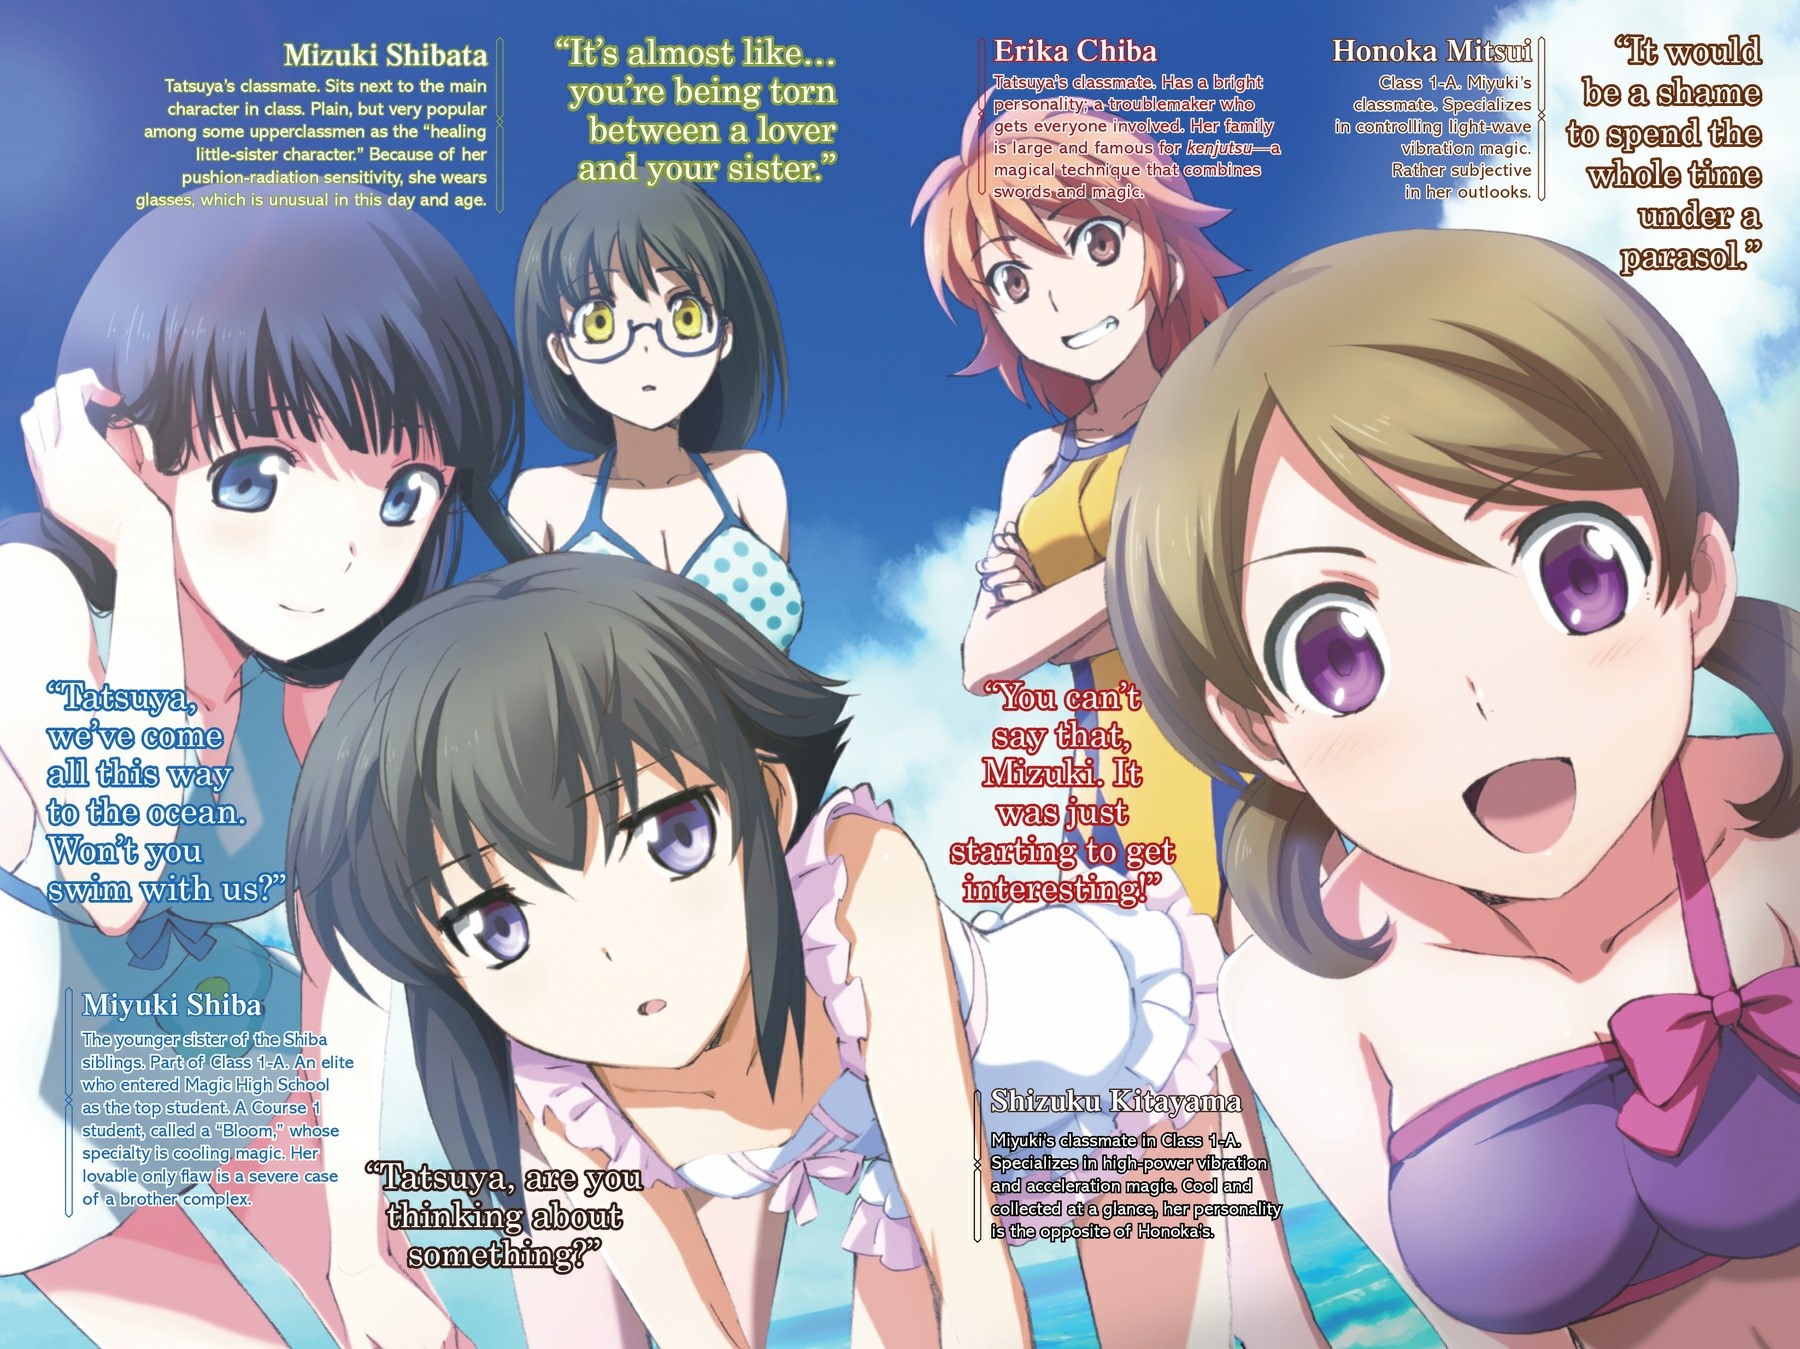 Mizuki Shibata
Tatsuya's classmate. Sits next to the main
character in class. Plain, but very popular
among some upperclassmen as the “healing
little-sister character.” Because of her
pushion-radiation sensitivity, she wears
glasses, which is unusual in this day and age.
“It’s almost like...
you’re being torn
between a lover
and your sister.”
Erika Chiba
Tatsuya's classmate. Has a bright
personality; a troublemaker who
gets everyone involved. Her family
is large and famous for kenjutsu—a
magical technique that combines
swords and magic.
Honoka Mitsui
Class 1-A. Miyuki’s
classmate. Specializes
in controlling light-wave
vibration magic.
Rather subjective
in her outlooks.
“It would
be a shame
to spend the
whole time
under a
parasol.”
“Tatsuya,
we’ve come
all this way
to the ocean.
Won’t you
swim with us?”
“You can’t
say that,
Mizuki. It
was just
starting to get
interesting!”
Miyuki Shiba
The younger sister of the Shiba
siblings. Part of Class 1-A. An elite
who entered Magic High School
as the top student. A Course 1
student, called a “Bloom,” whose
specialty is cooling magic. Her
lovable only flaw is a severe case
of a brother complex.
“Tatsuya, are you
thinking about
something?”
Shizuku Kitayama
Miyuki’s classmate in Class 1-A.
Specializes in high-power vibration
and acceleration magic. Cool and
collected at a glance, her personality
is the opposite of Honoka’s.